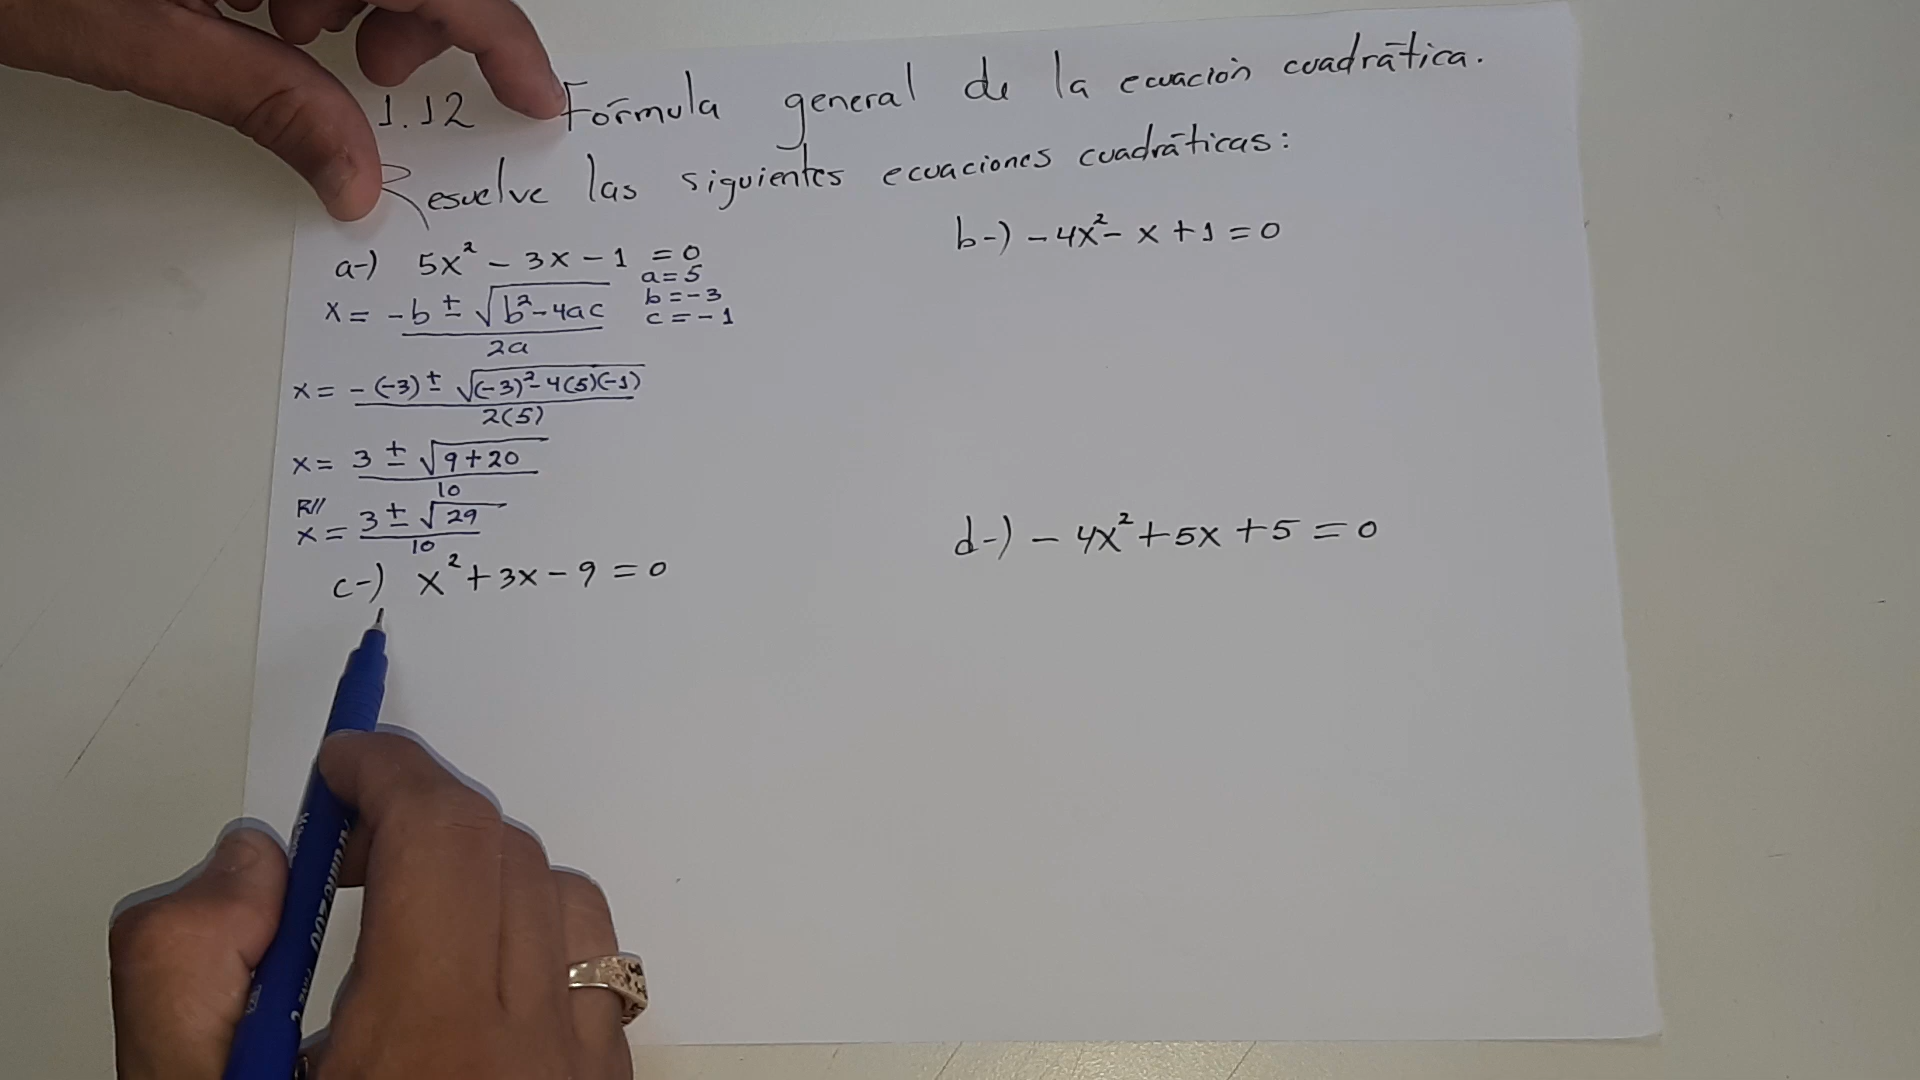 1.12 Fórmula general de la ecuación cuadrática.
Resuelve las siguientes ecuaciones cuadráticas:
a-) 5x² - 3x - 1 = 0
a = 5
x = -b ± √(b² - 4ac) / 2a
b = -3
c = -1
x = -(-3) ± √((-3)² - 4(5)(-1)) / 2(5)
x = 3 ± √(9+20) / 10
R//
x = 3 ± √29 / 10
b-) -4x² - x + 1 = 0
c-) x² + 3x - 9 = 0
d-) - 4x² + 5x + 5 = 0